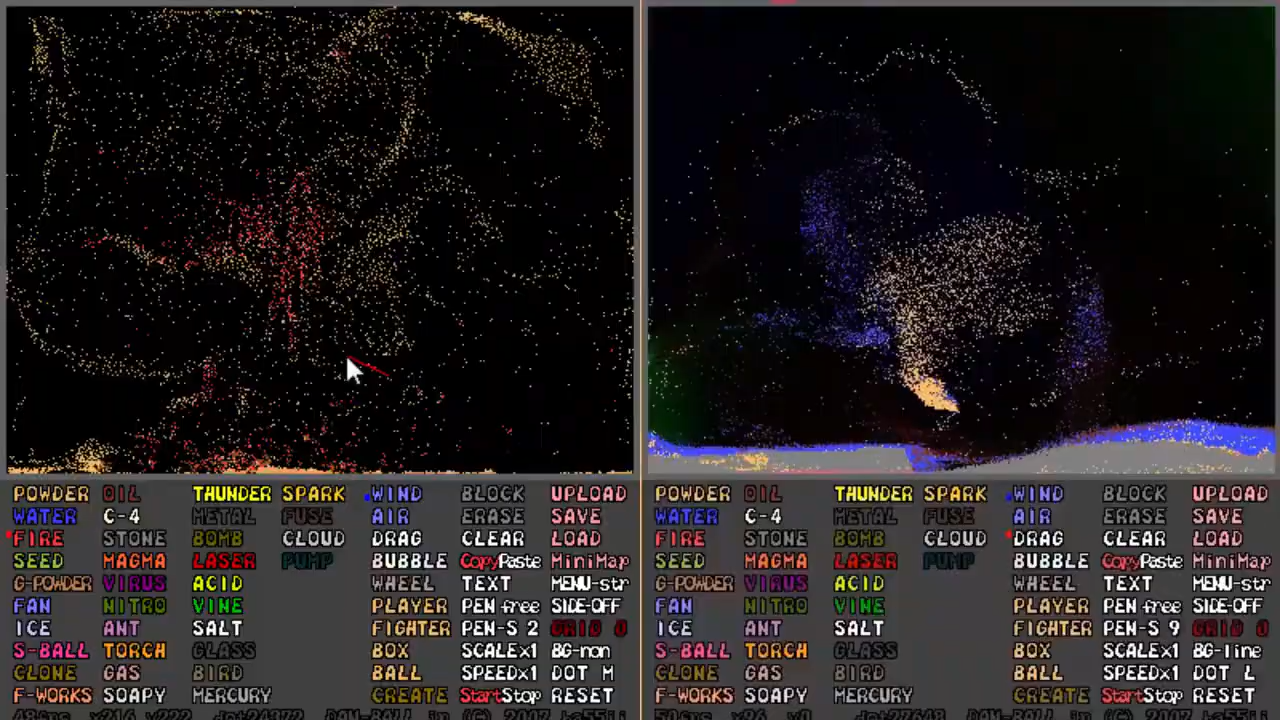 POWDER OIL THUNDER SPARK WIND BLOCK UPLOAD
WATER C-4 METAL FUSE AIR ERASE SAVE
FIRE STONE BOMB CLOUD DRAG CLEAR LOAD
SEED MAGMA LASER PUMP BUBBLE CopyPaste MiniMap
G-POWDER VIRUS ACID WHEEL TEXT MENU-str
FAN NITRO VINE PLAYER PEN free SIDE-OFF
ICE ANT SALT FIGHTER PEN-S 2 GRID 0
S-BALL TORCH GLASS BOX SCALEx1 BG-non
CLONE GAS BIRD BALL SPEEDx1 DOT M
F-WORKS SOAPY MERCURY CREATE StartStop RESET
POWDER OIL THUNDER SPARK WIND BLOCK UPLOAD
WATER C-4 METAL FUSE AIR ERASE SAVE
FIRE STONE BOMB CLOUD DRAG CLEAR LOAD
SEED MAGMA LASER PUMP BUBBLE CopyPaste MiniMap
G-POWDER VIRUS ACID WHEEL TEXT MENU-str
FAN NITRO VINE PLAYER PEN free SIDE-OFF
ICE ANT SALT FIGHTER PEN-S 9 GRID 0
S-BALL TORCH GLASS BOX SCALEx1 BG-line
CLONE GAS BIRD BALL SPEEDx1 DOT L
F-WORKS SOAPY MERCURY CREATE StartStop RESET